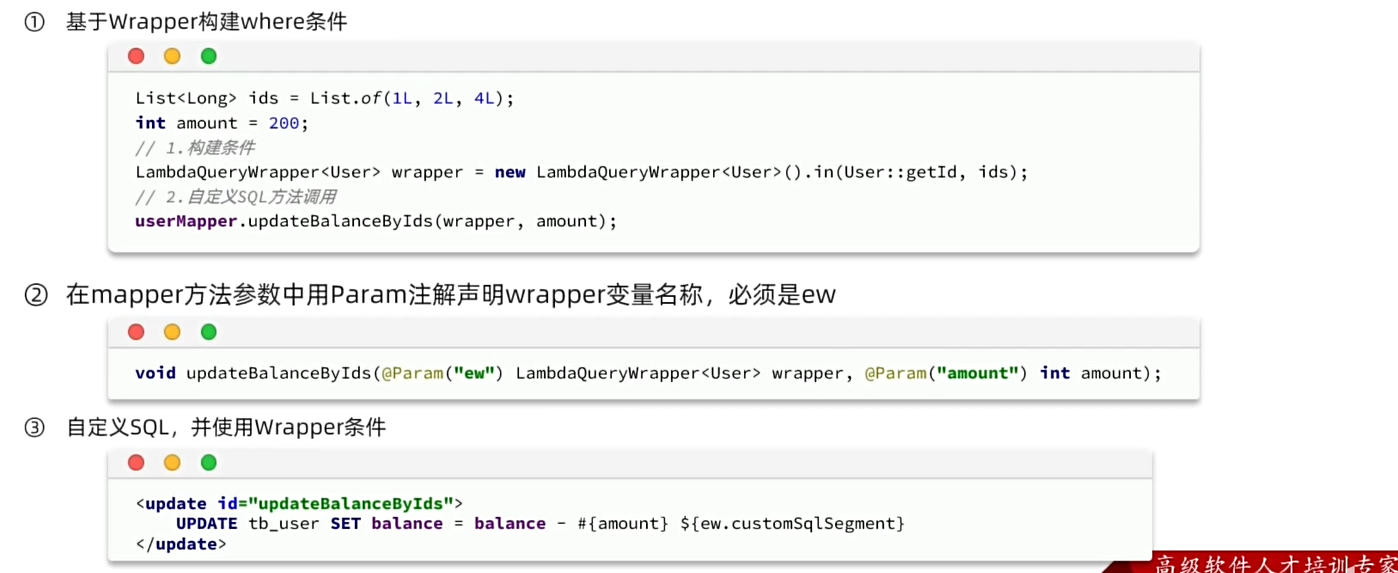 ① 基于Wrapper构建where条件
List<Long> ids = List.of(1L, 2L, 4L);
int amount = 200;
// 1.构建条件
LambdaQueryWrapper<User> wrapper = new LambdaQueryWrapper<User>().in(User::getId, ids);
// 2.自定义SQL方法调用
userMapper.updateBalanceByIds(wrapper, amount);
② 在mapper方法参数中用Param注解声明wrapper变量名称，必须是ew
void updateBalanceByIds(@Param("ew") LambdaQueryWrapper<User> wrapper, @Param("amount") int amount);
③ 自定义SQL，并使用Wrapper条件
<update id="updateBalanceByIds">
UPDATE tb_user SET balance = balance - #{amount} ${ew.customSqlSegment}
</update>
高级软件人才培训专家